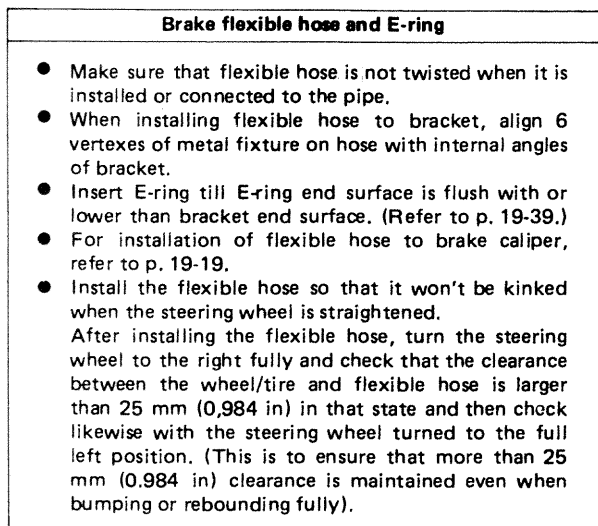 Brake flexible hose and E-ring
● Make sure that flexible hose is not twisted when it is
installed or connected to the pipe.
● When installing flexible hose to bracket, align 6
vertexes of metal fixture on hose with internal angles
of bracket.
● Insert E-ring till E-ring end surface is flush with or
lower than bracket end surface. (Refer to p. 19-39.)
● For installation of flexible hose to brake caliper,
refer to p. 19-19.
● Install the flexible hose so that it won't be kinked
when the steering wheel is straightened.
After installing the flexible hose, turn the steering
wheel to the right fully and check that the clearance
between the wheel/tire and flexible hose is larger
than 25 mm (0,984 in) in that state and then check
likewise with the steering wheel turned to the full
left position. (This is to ensure that more than 25
mm (0.984 in) clearance is maintained even when
bumping or rebounding fully).